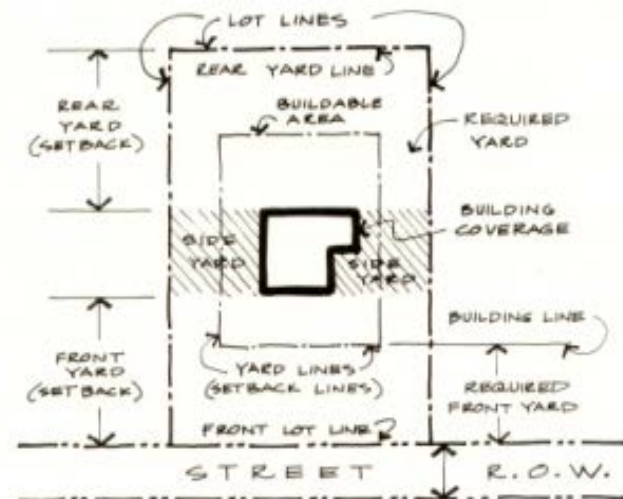 LOT LINES
REAR YARD LINE
REAR
YARD
(SETBACK)
BUILDABLE
AREA
REQUIRED
YARD
BUILDING
COVERAGE
SIDE
YARD
SIDE
YARD
BUILDING LINE
FRONT
YARD
(SETBACK)
YARD LINES
(SETBACK LINES)
REQUIRED
FRONT YARD
FRONT LOT LINE
STREET R.O.W.